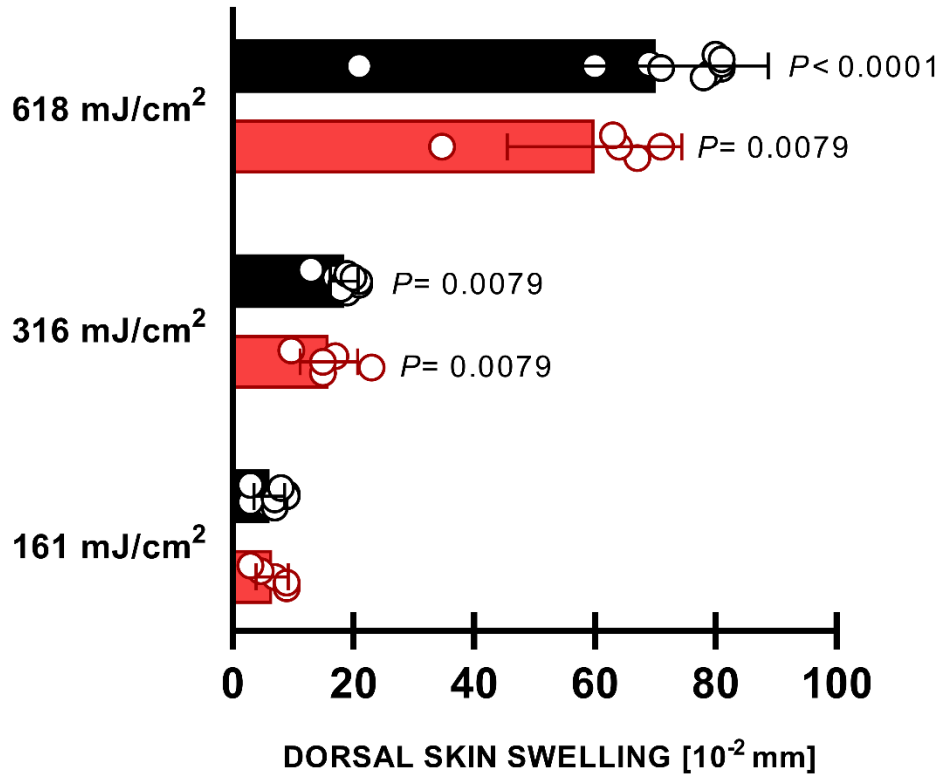 P< 0.0001
618 mJ/cm²
P= 0.0079
P= 0.0079
316 mJ/cm²
P= 0.0079
161 mJ/cm²
0 20 40 60 80 100
DORSAL SKIN SWELLING [10⁻² mm]